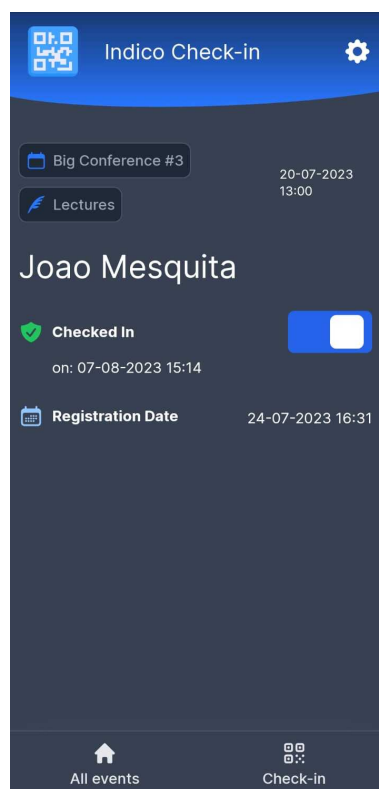 Indico Check-in
Big Conference #3
20-07-2023
13:00
Lectures
Joao Mesquita
Checked In
on: 07-08-2023 15:14
Registration Date 24-07-2023 16:31
All events Check-in